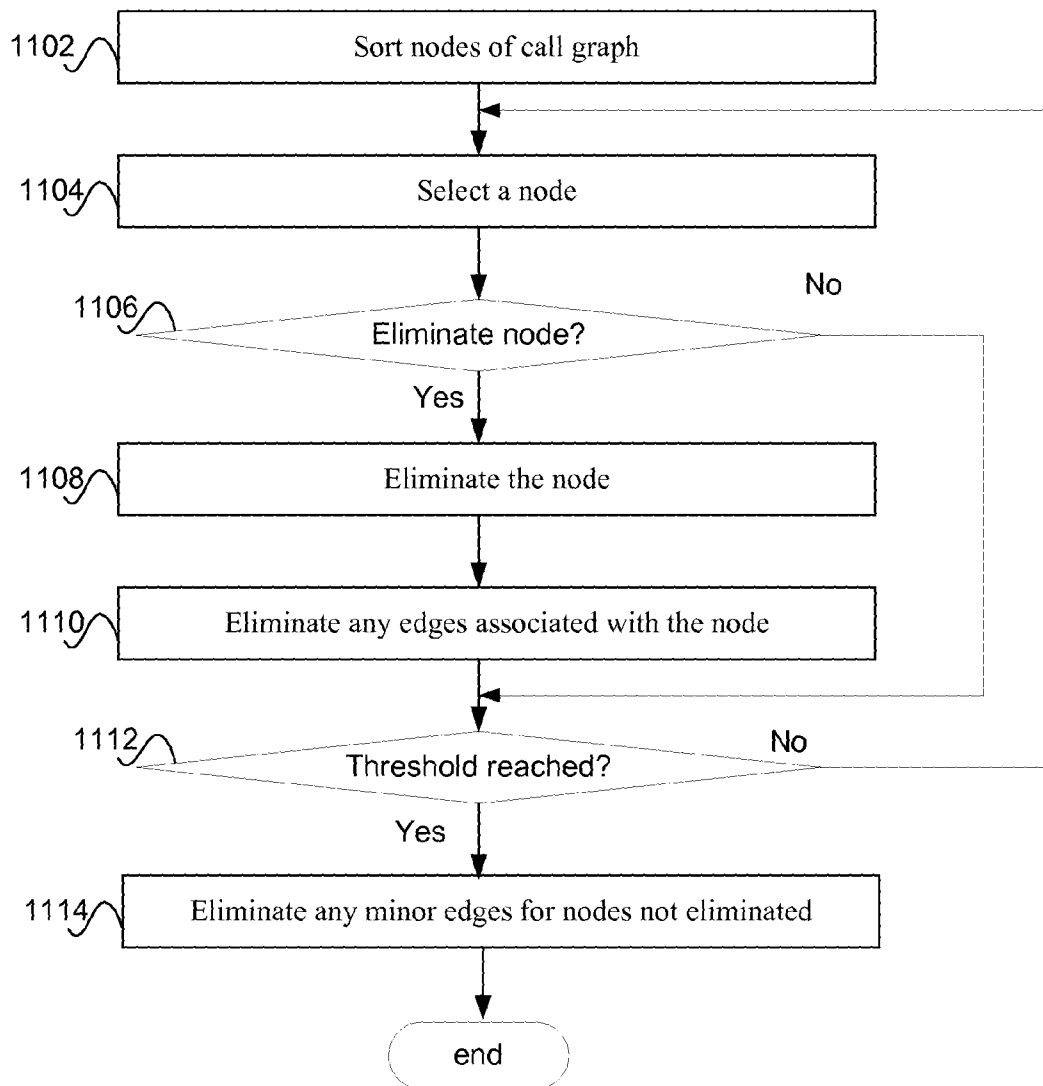 1102
Sort nodes of call graph
1104
Select a node
No
1106
Eliminate node?
Yes
1108
Eliminate the node
1110
Eliminate any edges associated with the node
1112
No
Threshold reached?
Yes
1114
Eliminate any minor edges for nodes not eliminated
end